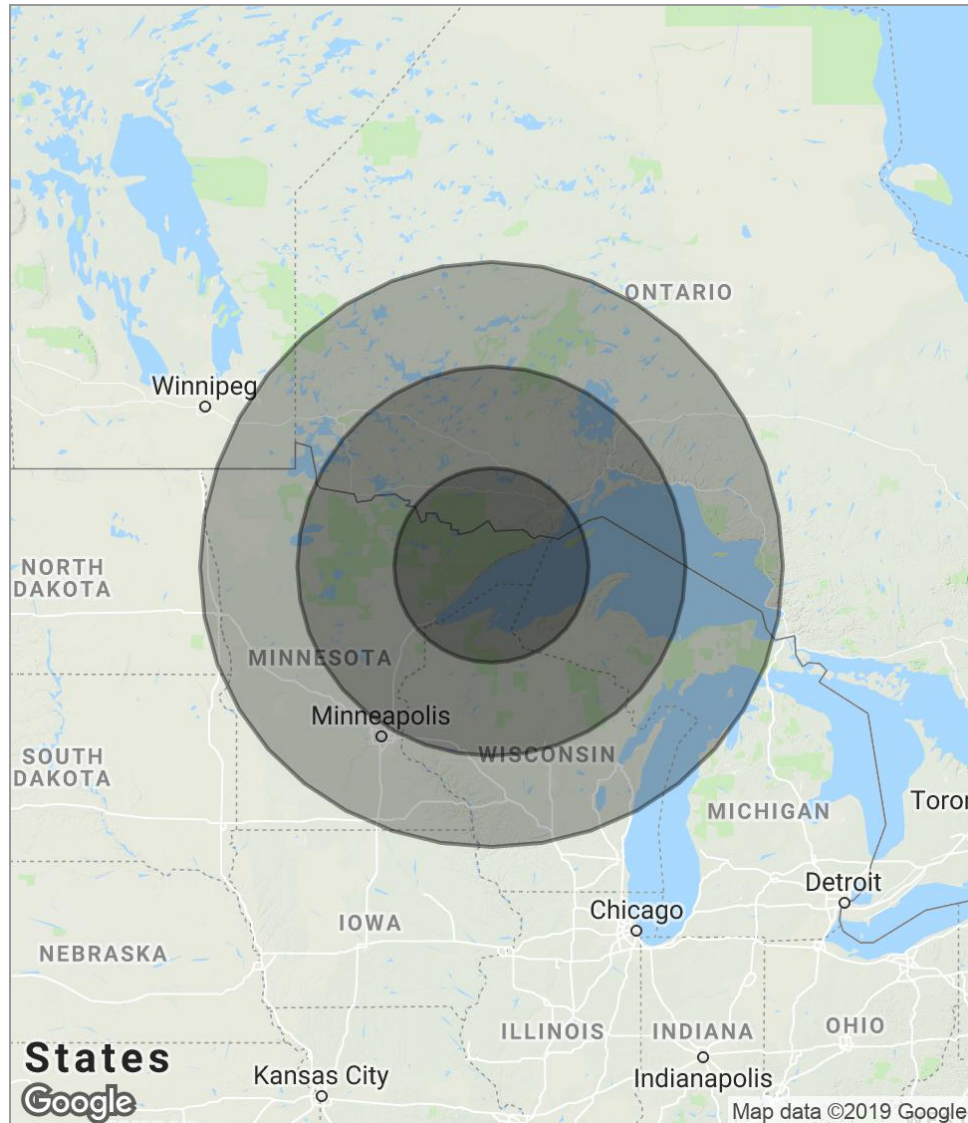 ONTARIO
Winnipeg
NORTH
DAKOTA
MINNESOTA
Minneapolis
WISCONSIN
SOUTH
DAKOTA
MICHIGAN
Toron
Detroit
Chicago
IOWA
NEBRASKA
ILLINOIS
INDIANA
OHIO
States
Kansas City
Indianapolis
Google
Map data ©2019 Google